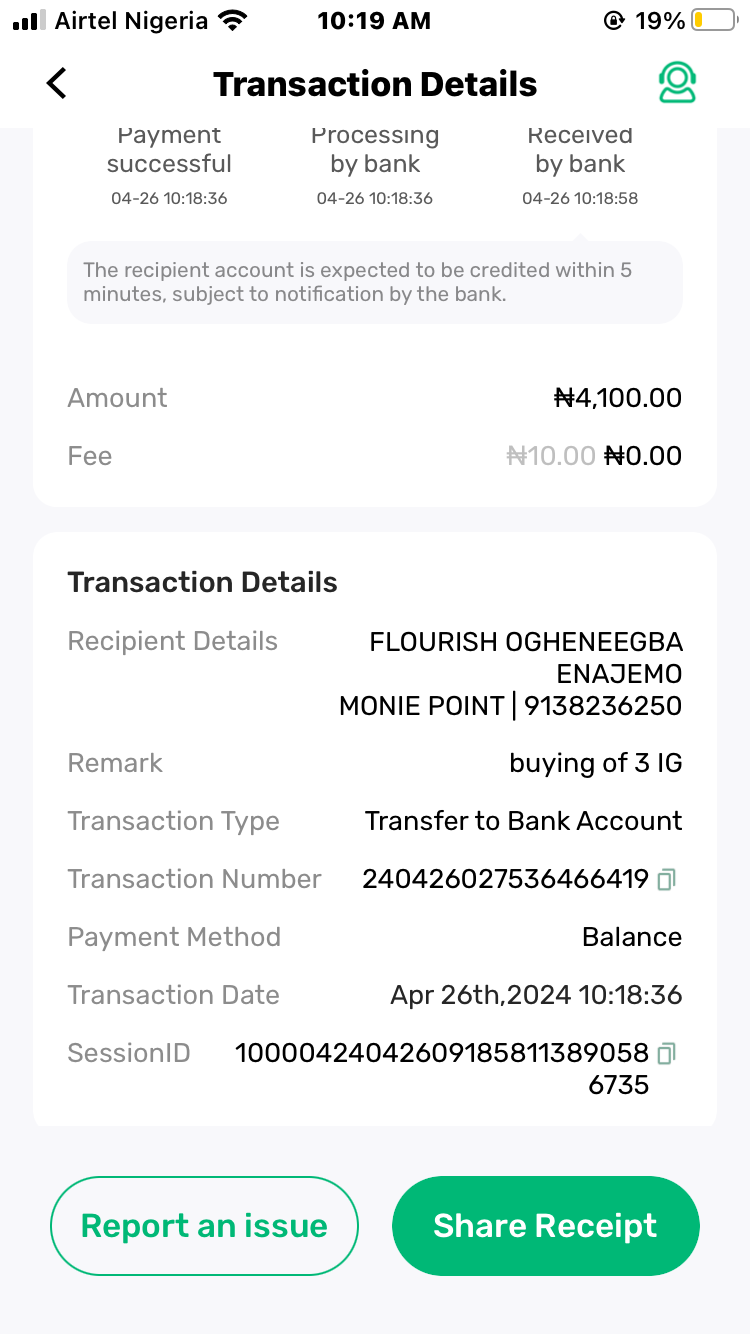 Airtel Nigeria 10:19 AM 19%
Transaction Details
Payment Processing Received
successful by bank by bank
04-26 10:18:36 04-26 10:18:36 04-26 10:18:58
The recipient account is expected to be credited within 5
minutes, subject to notification by the bank.
Amount ₦4,100.00
Fee ₦10.00 ₦0.00
Transaction Details
Recipient Details FLOURISH OGHENEEGBA
ENAJEMO
MONIE POINT | 9138236250
Remark buying of 3 IG
Transaction Type Transfer to Bank Account
Transaction Number 240426027536466419
Payment Method Balance
Transaction Date Apr 26th,2024 10:18:36
SessionID 10000424042609185811389058
6735
Report an issue Share Receipt